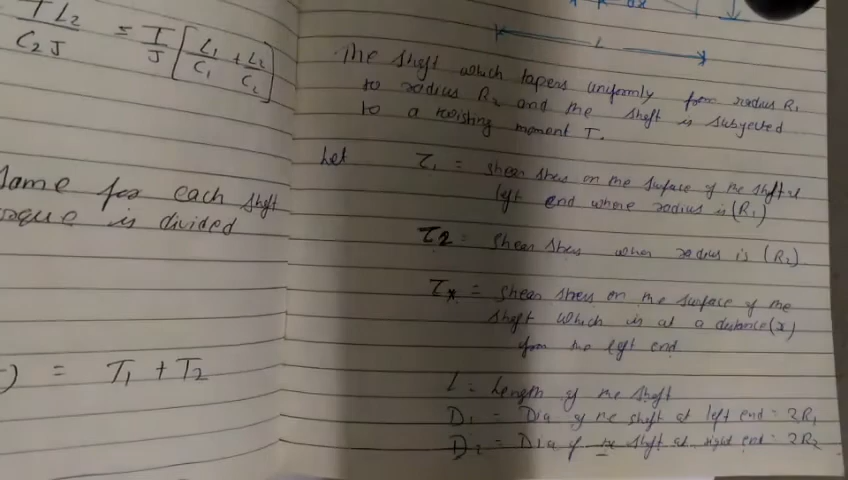 T L2 / C2 J = T/J [ L1/C1 + L2/C2 ]
same for each shaft
torque is divided
) = T1 + T2
L
The shaft which tapers uniformly from radius R1
to radius R2 and the shaft is subjected
to a twisting moment T.
Let τ1 = shear stress on the surface of the shaft at
left end where radius is (R1)
τ2 = shear stress when radius is (R2)
τx = shear stress on the surface of the
shaft which is at a distance (x)
from the left end
L = Length of the shaft
D1 = Dia of the shaft at left end = 2R1
D2 = Dia of the shaft at right end = 2R2